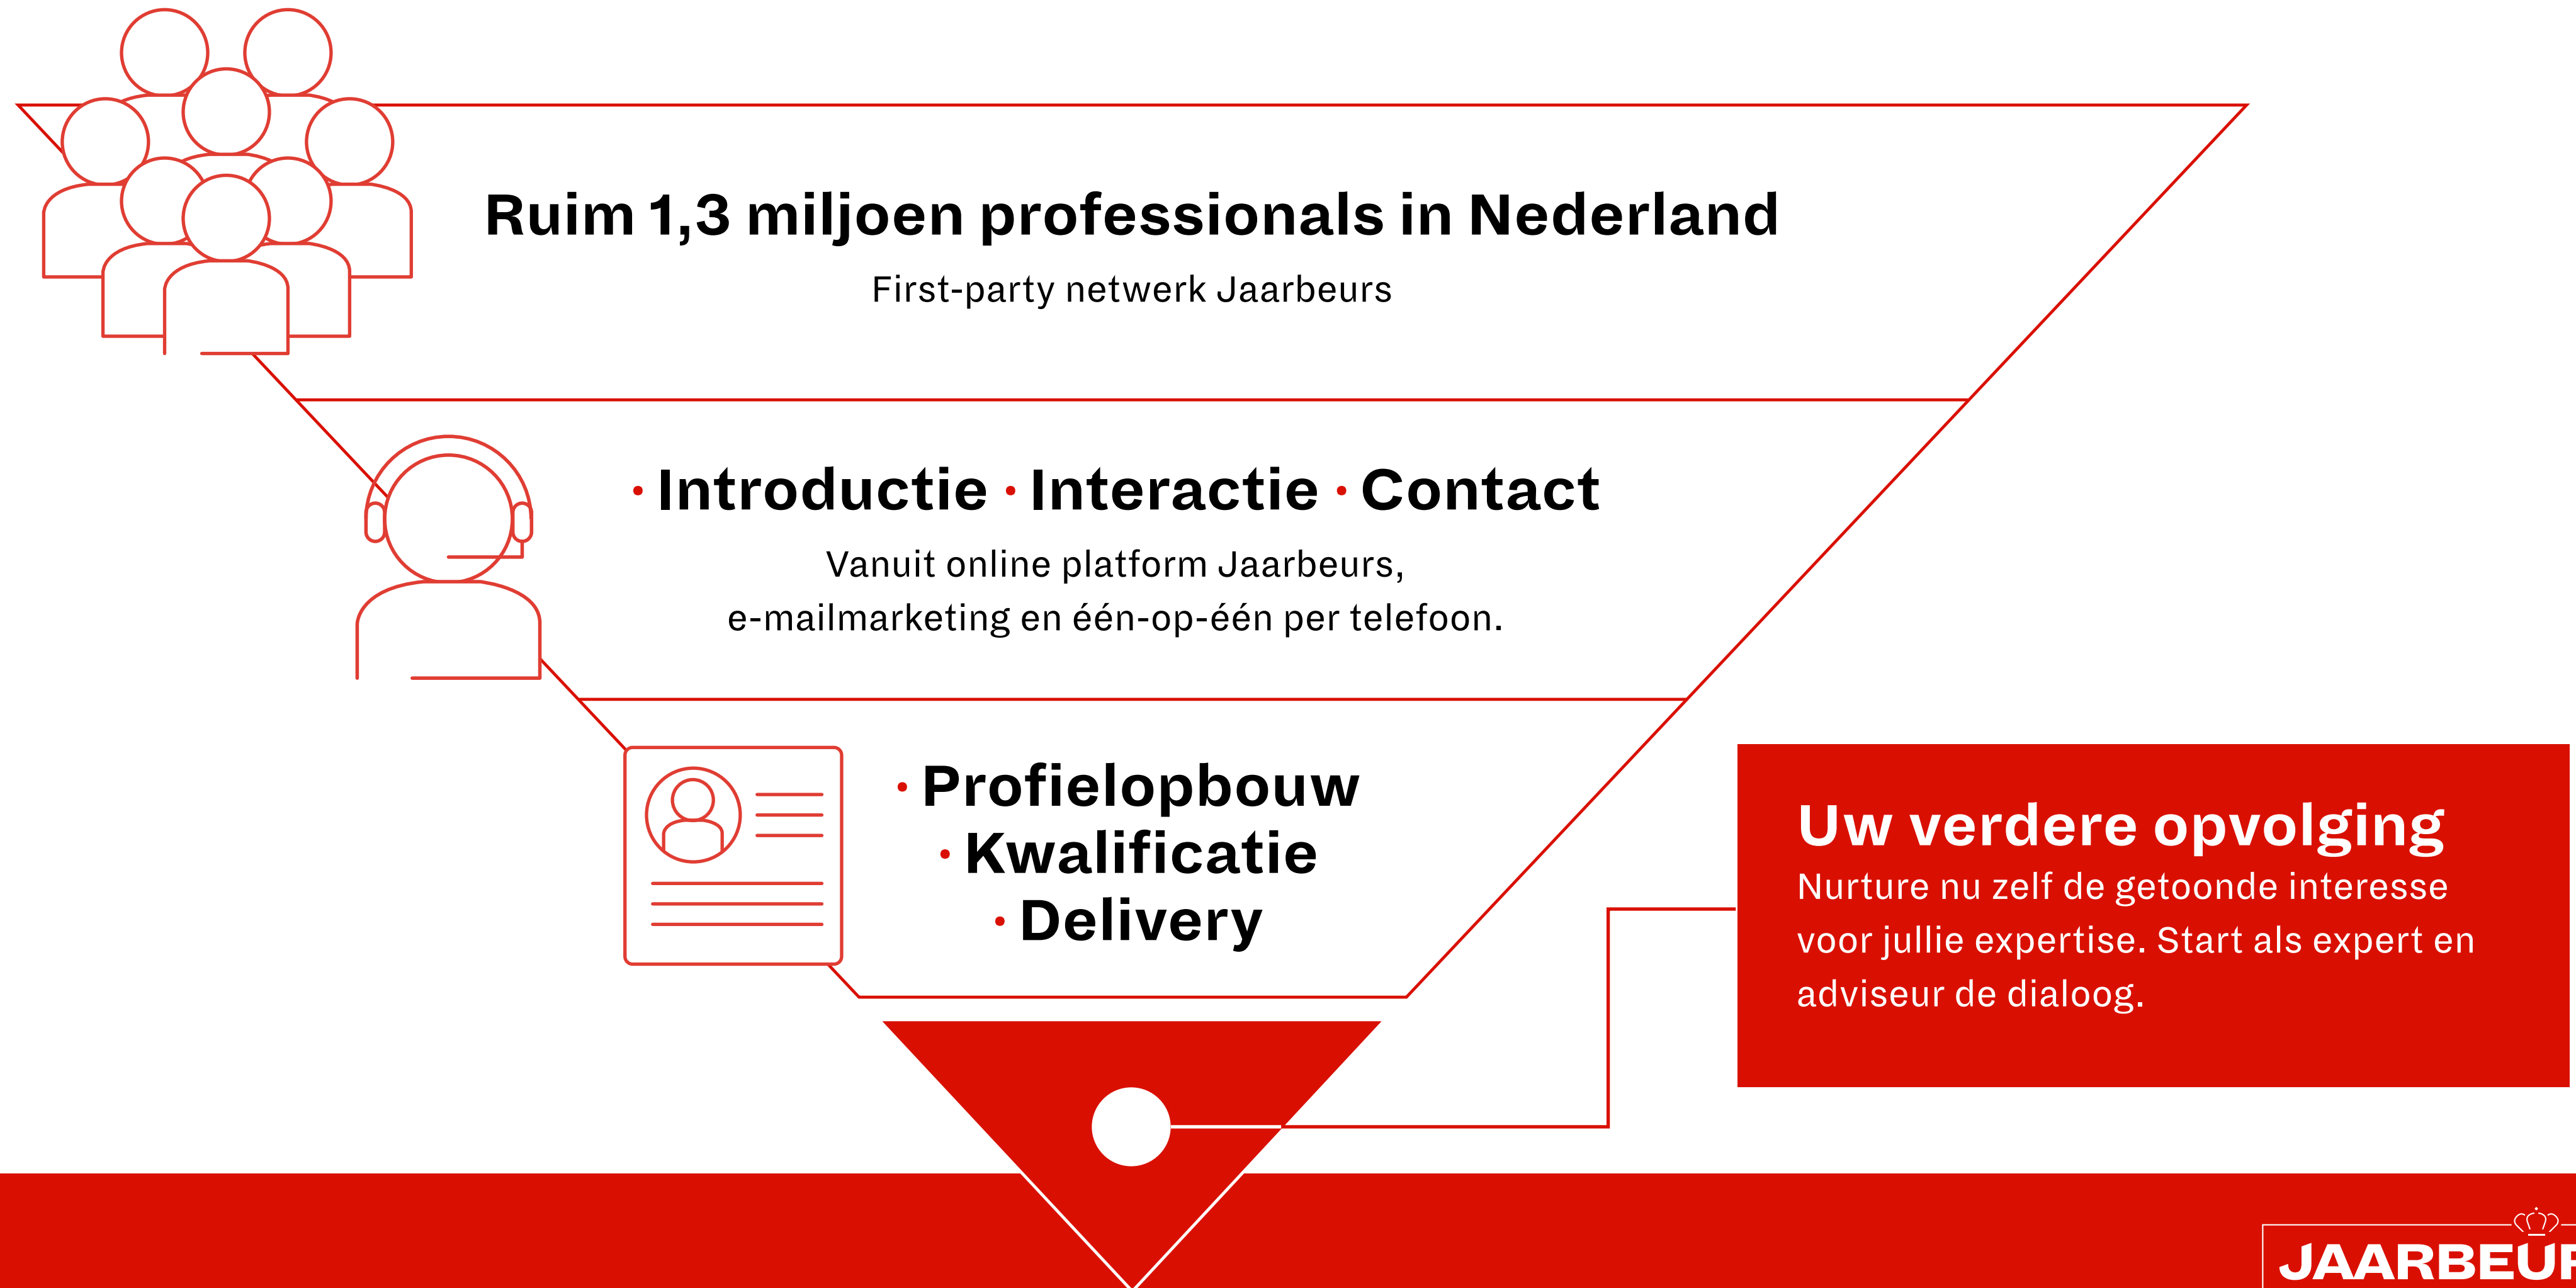 Ruim 1,3 miljoen professionals in Nederland
First-party netwerk Jaarbeurs
· Introductie · Interactie · Contact
Vanuit online platform Jaarbeurs,
e-mailmarketing en één-op-één per telefoon.
· Profielopbouw
· Kwalificatie
· Delivery
Uw verdere opvolging
Nurture nu zelf de getoonde interesse
voor jullie expertise. Start als expert en
adviseur de dialoog.